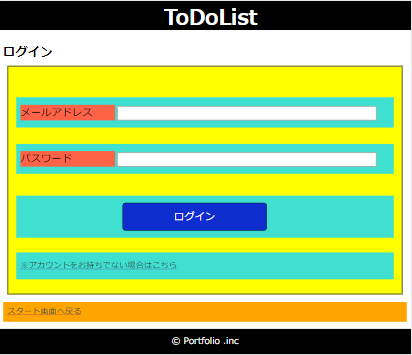 ToDoList
ログイン
メールアドレス
パスワード
ログイン
※アカウントをお持ちでない場合はこちら
スタート画面へ戻る
© Portfolio .inc